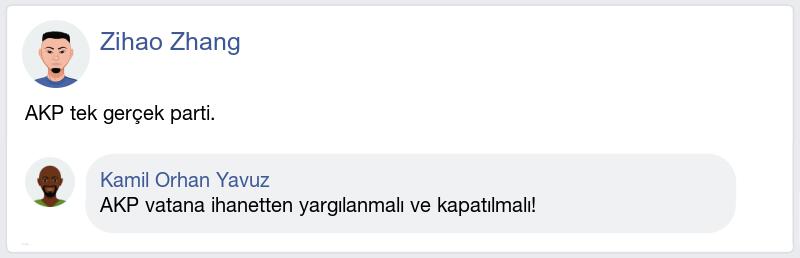 Zihao Zhang
AKP tek gerçek parti.
Kamil Orhan Yavuz
AKP vatana ihanetten yargılanmalı ve kapatılmalı!